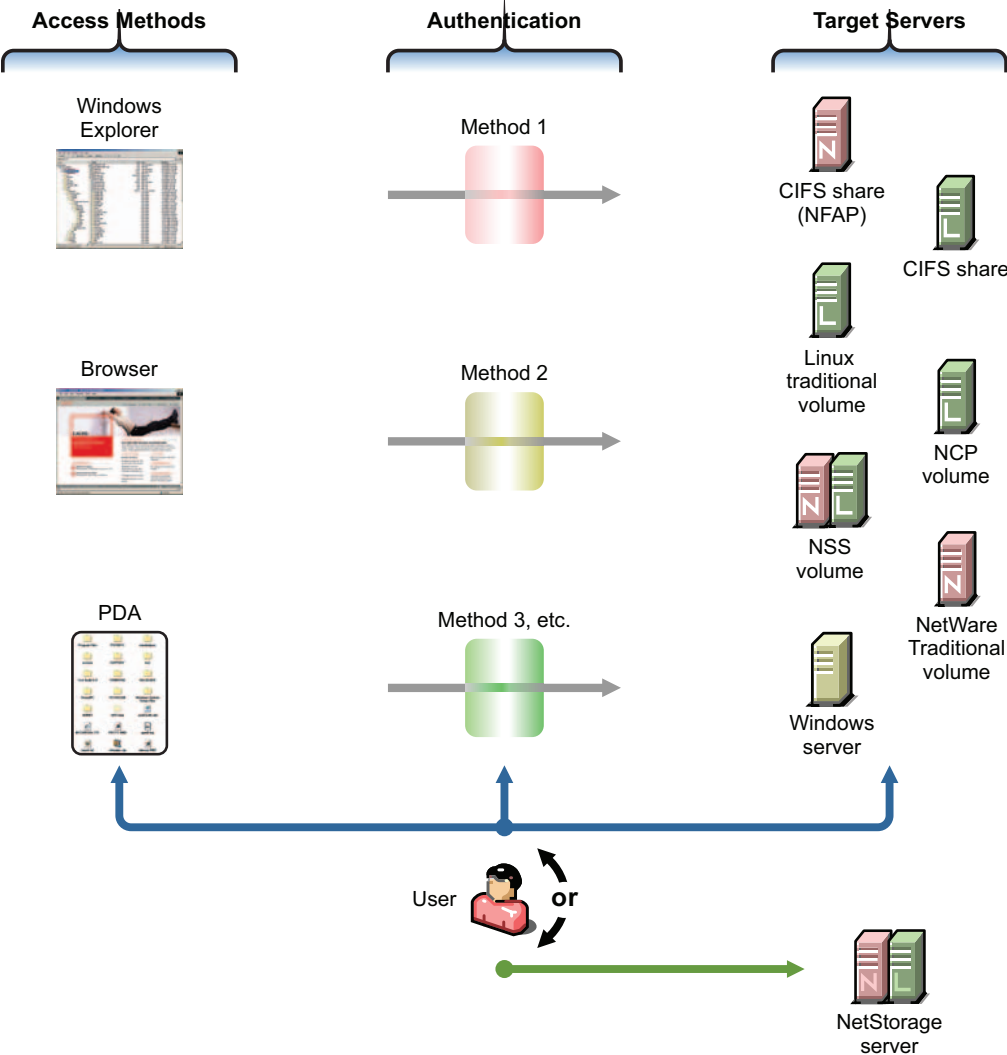 Access Methods
Authentication
Target Servers
Windows
Explorer
Method 1
N
CIFS share
(NFAP)
L
CIFS share
L
Linux
traditional
volume
Browser
Method 2
L
NCP
volume
N L
NSS
volume
N
NetWare
Traditional
volume
PDA
Method 3, etc.
Windows
server
User
or
N L
NetStorage
server